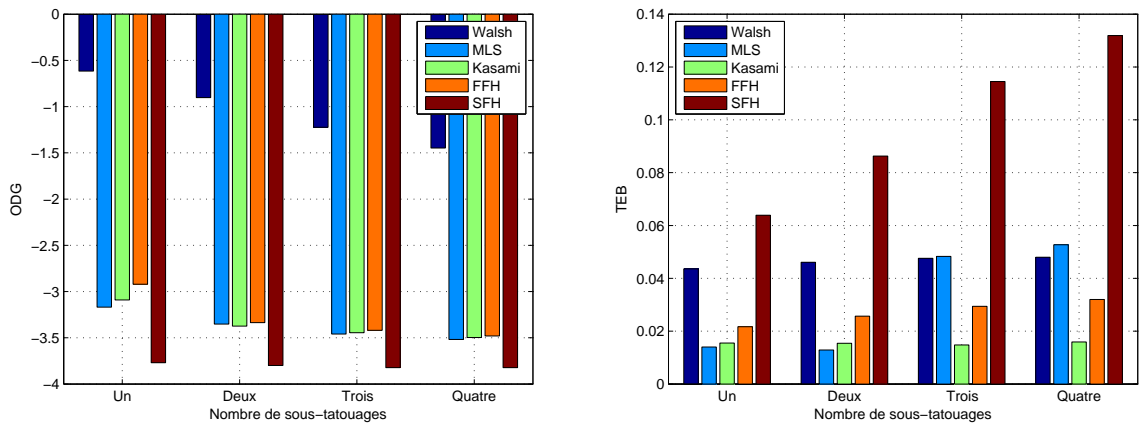 0
−0.5
−1
−1.5
−2
−2.5
−3
−3.5
−4
ODG
Un
Deux
Trois
Quatre
Nombre de sous−tatouages
Walsh
MLS
Kasami
FFH
SFH
0.14
0.12
0.1
0.08
0.06
0.04
0.02
0
TEB
Un
Deux
Trois
Quatre
Nombre de sous−tatouages
Walsh
MLS
Kasami
FFH
SFH